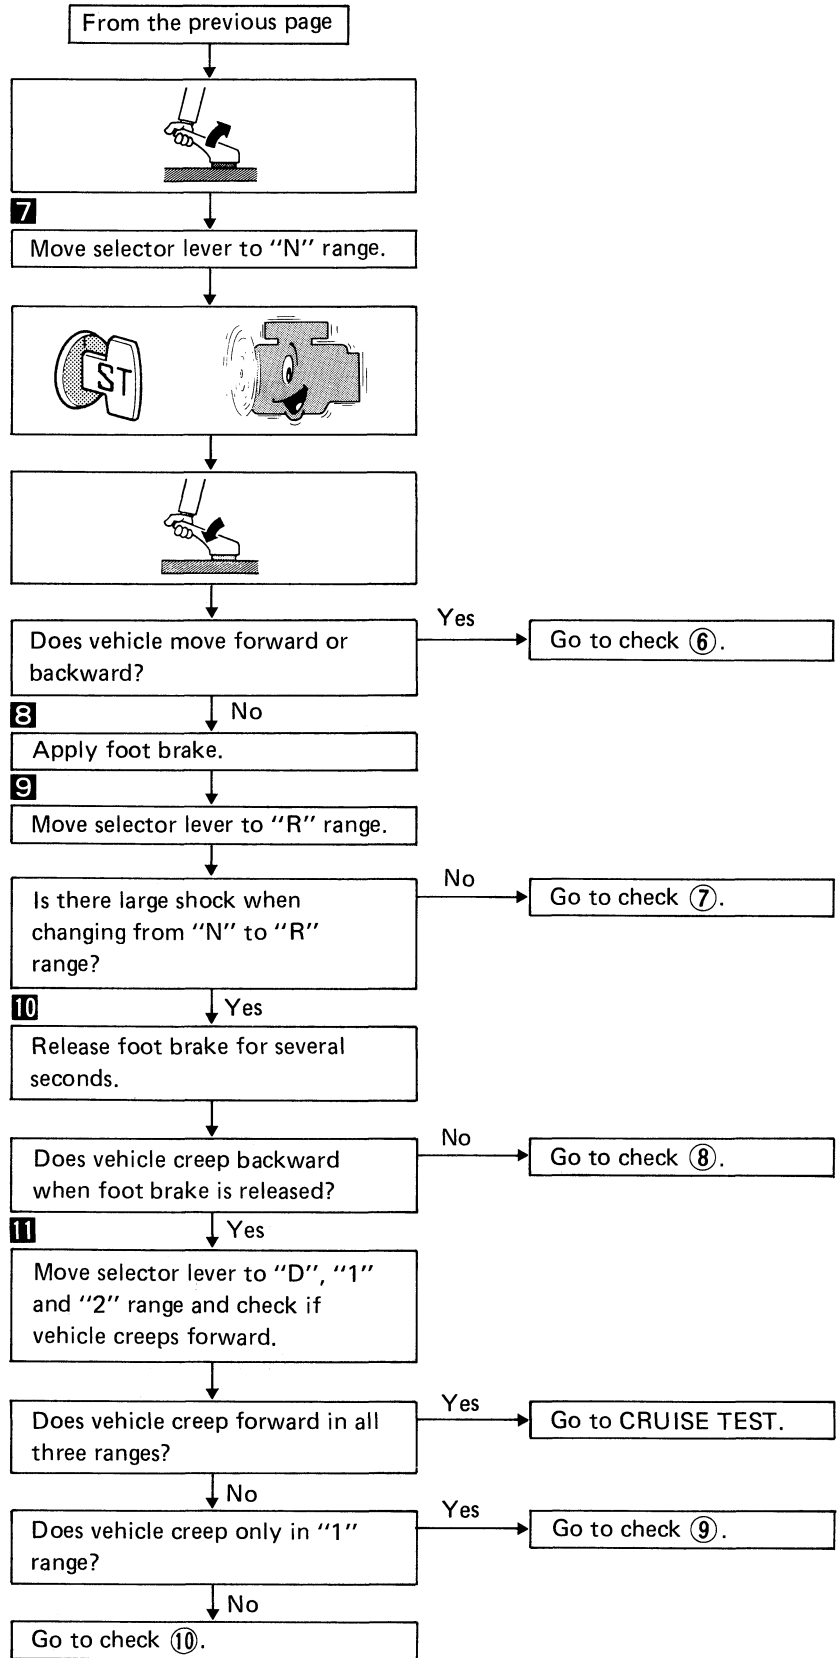 From the previous page
7
Move selector lever to “N” range.
ST
Does vehicle move forward or
backward?
Yes
Go to check ⑥.
8
No
Apply foot brake.
9
Move selector lever to “R” range.
Is there large shock when
changing from “N” to “R”
range?
No
Go to check ⑦.
10
Yes
Release foot brake for several
seconds.
Does vehicle creep backward
when foot brake is released?
No
Go to check ⑧.
11
Yes
Move selector lever to “D”, “1”
and “2” range and check if
vehicle creeps forward.
Does vehicle creep forward in all
three ranges?
Yes
Go to CRUISE TEST.
No
Does vehicle creep only in “1”
range?
Yes
Go to check ⑨.
No
Go to check ⑩.